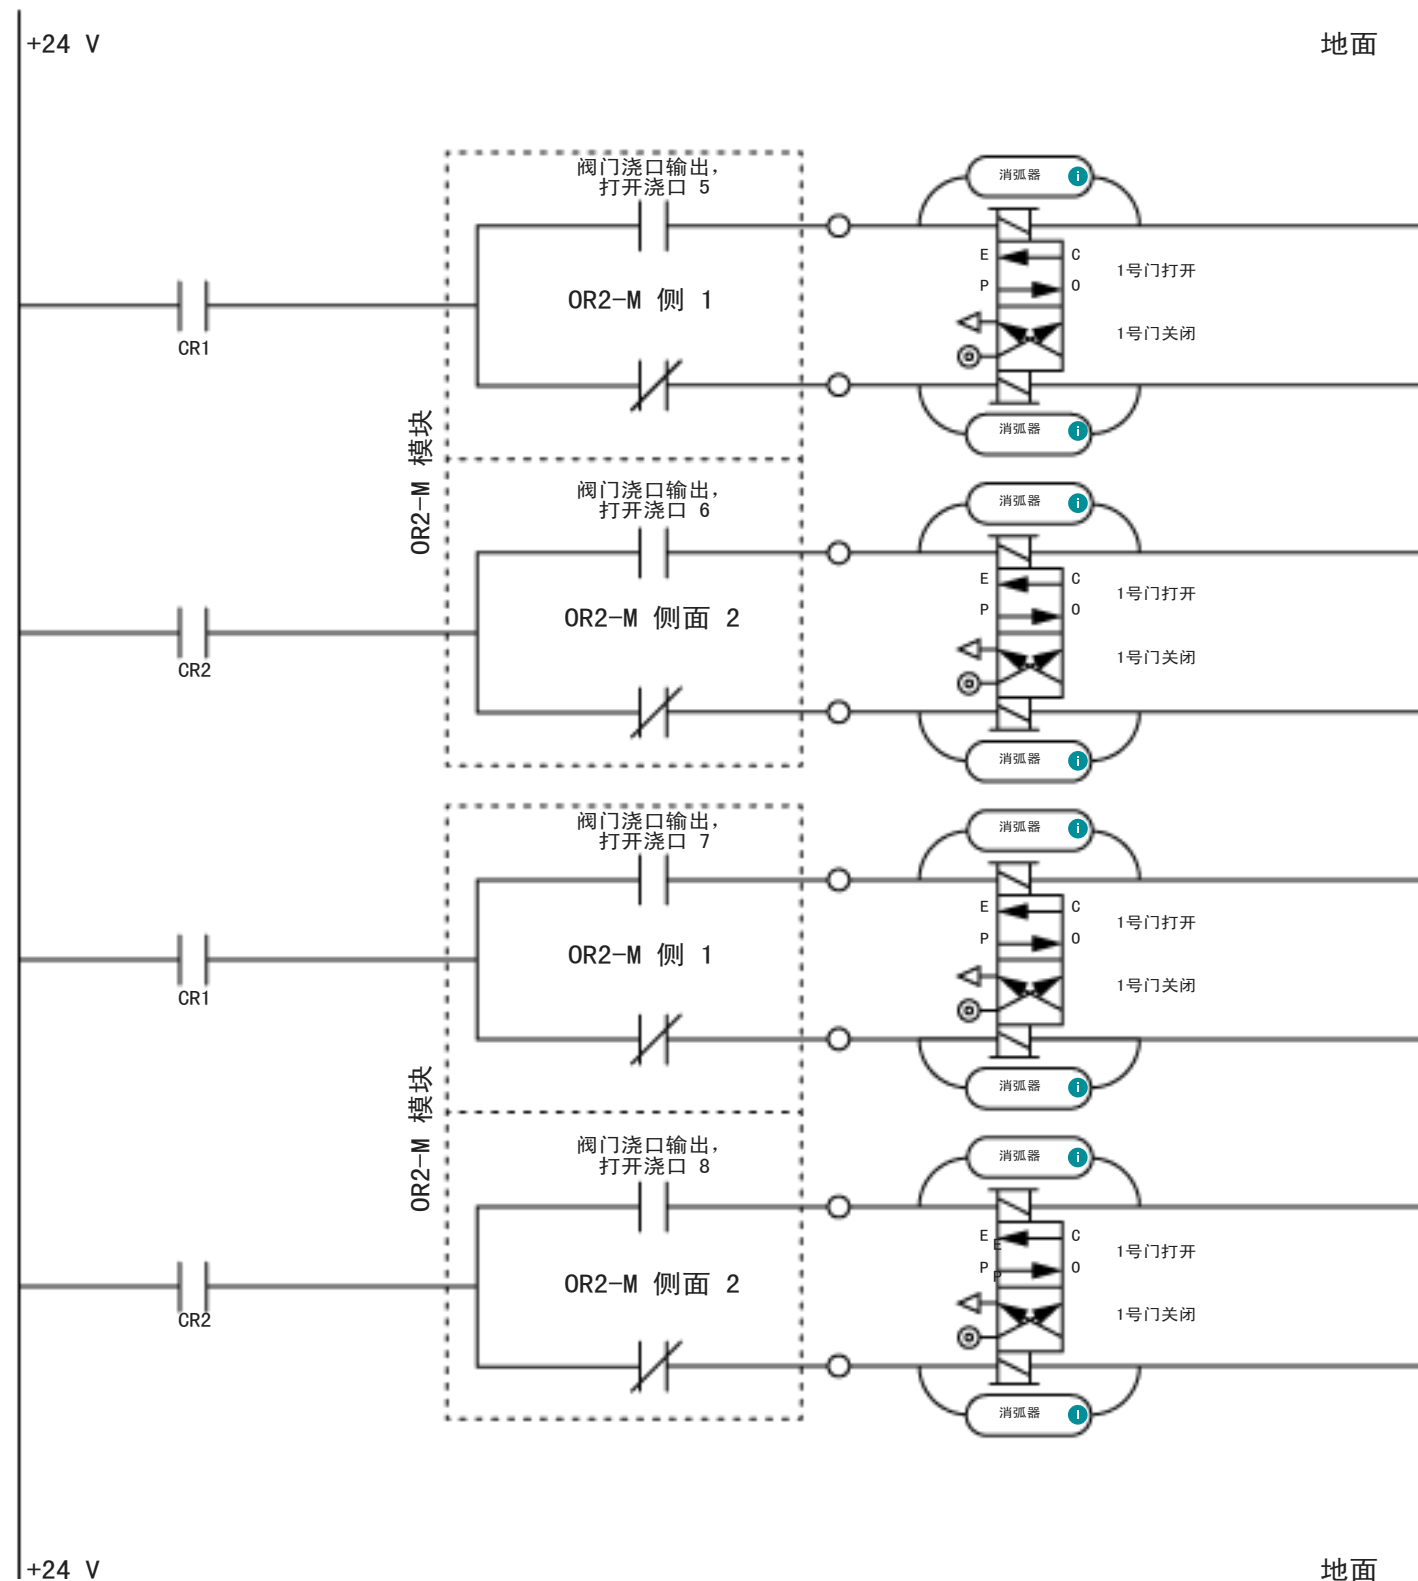 +24 V
地面
阀门浇口输出，
打开浇口 5
消弧器
i
E
C
P
O
1号门打开
OR2-M 侧 1
1号门关闭
CR1
消弧器
i
OR2-M 模块
阀门浇口输出，
打开浇口 6
消弧器
i
E
C
P
O
1号门打开
OR2-M 侧面 2
1号门关闭
CR2
消弧器
i
阀门浇口输出，
打开浇口 7
消弧器
i
E
C
P
O
1号门打开
OR2-M 侧 1
1号门关闭
CR1
消弧器
i
OR2-M 模块
阀门浇口输出，
打开浇口 8
消弧器
i
E
E
C
P
P
O
1号门打开
OR2-M 侧面 2
1号门关闭
CR2
消弧器
i
+24 V
地面